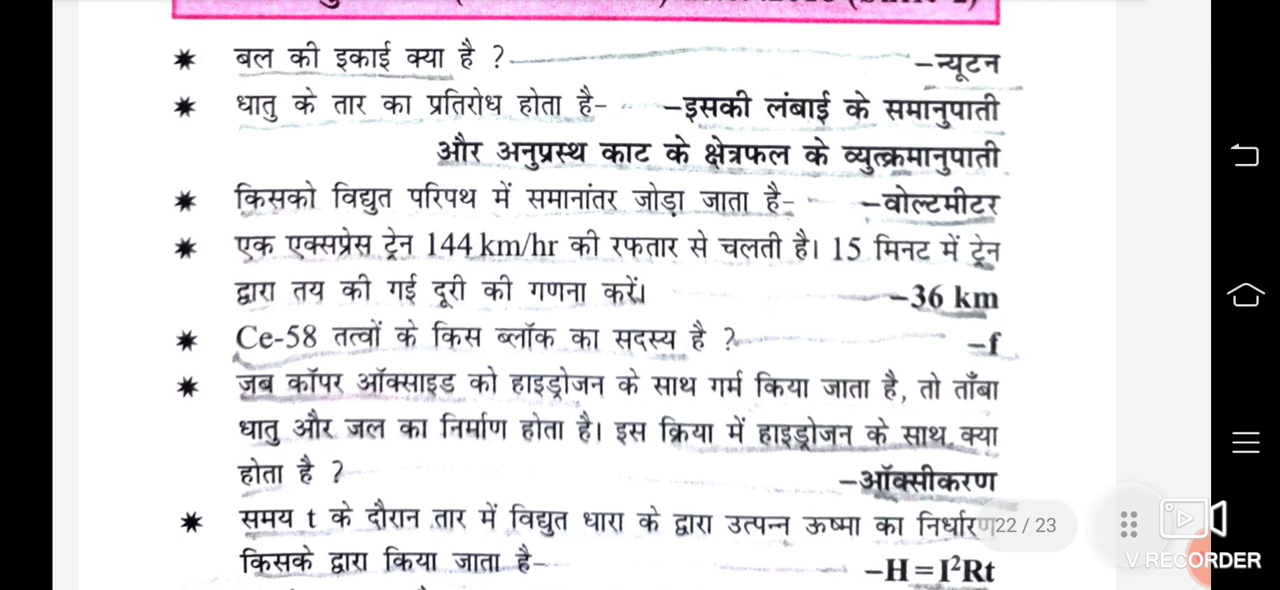 ✷ बल की इकाई क्या है ? –न्यूटन
✷ धातु के तार का प्रतिरोध होता है– –इसकी लंबाई के समानुपाती
और अनुप्रस्थ काट के क्षेत्रफल के व्युत्क्रमानुपाती
✷ किसको विद्युत परिपथ में समानांतर जोड़ा जाता है– –वोल्टमीटर
✷ एक एक्सप्रेस ट्रेन 144 km/hr की रफतार से चलती है। 15 मिनट में ट्रेन
द्वारा तय की गई दूरी की गणना करें। –36 km
✷ Ce-58 तत्वों के किस ब्लॉक का सदस्य है ? –f
✷ जब कॉपर ऑक्साइड को हाइड्रोजन के साथ गर्म किया जाता है, तो ताँबा
धातु और जल का निर्माण होता है। इस क्रिया में हाइड्रोजन के साथ क्या
होता है ? –ऑक्सीकरण
✷ समय t के दौरान तार में विद्युत धारा के द्वारा उत्पन्न ऊष्मा का निर्धारण
22 / 23
किसके द्वारा किया जाता है– –H = I²Rt
V RECORDER